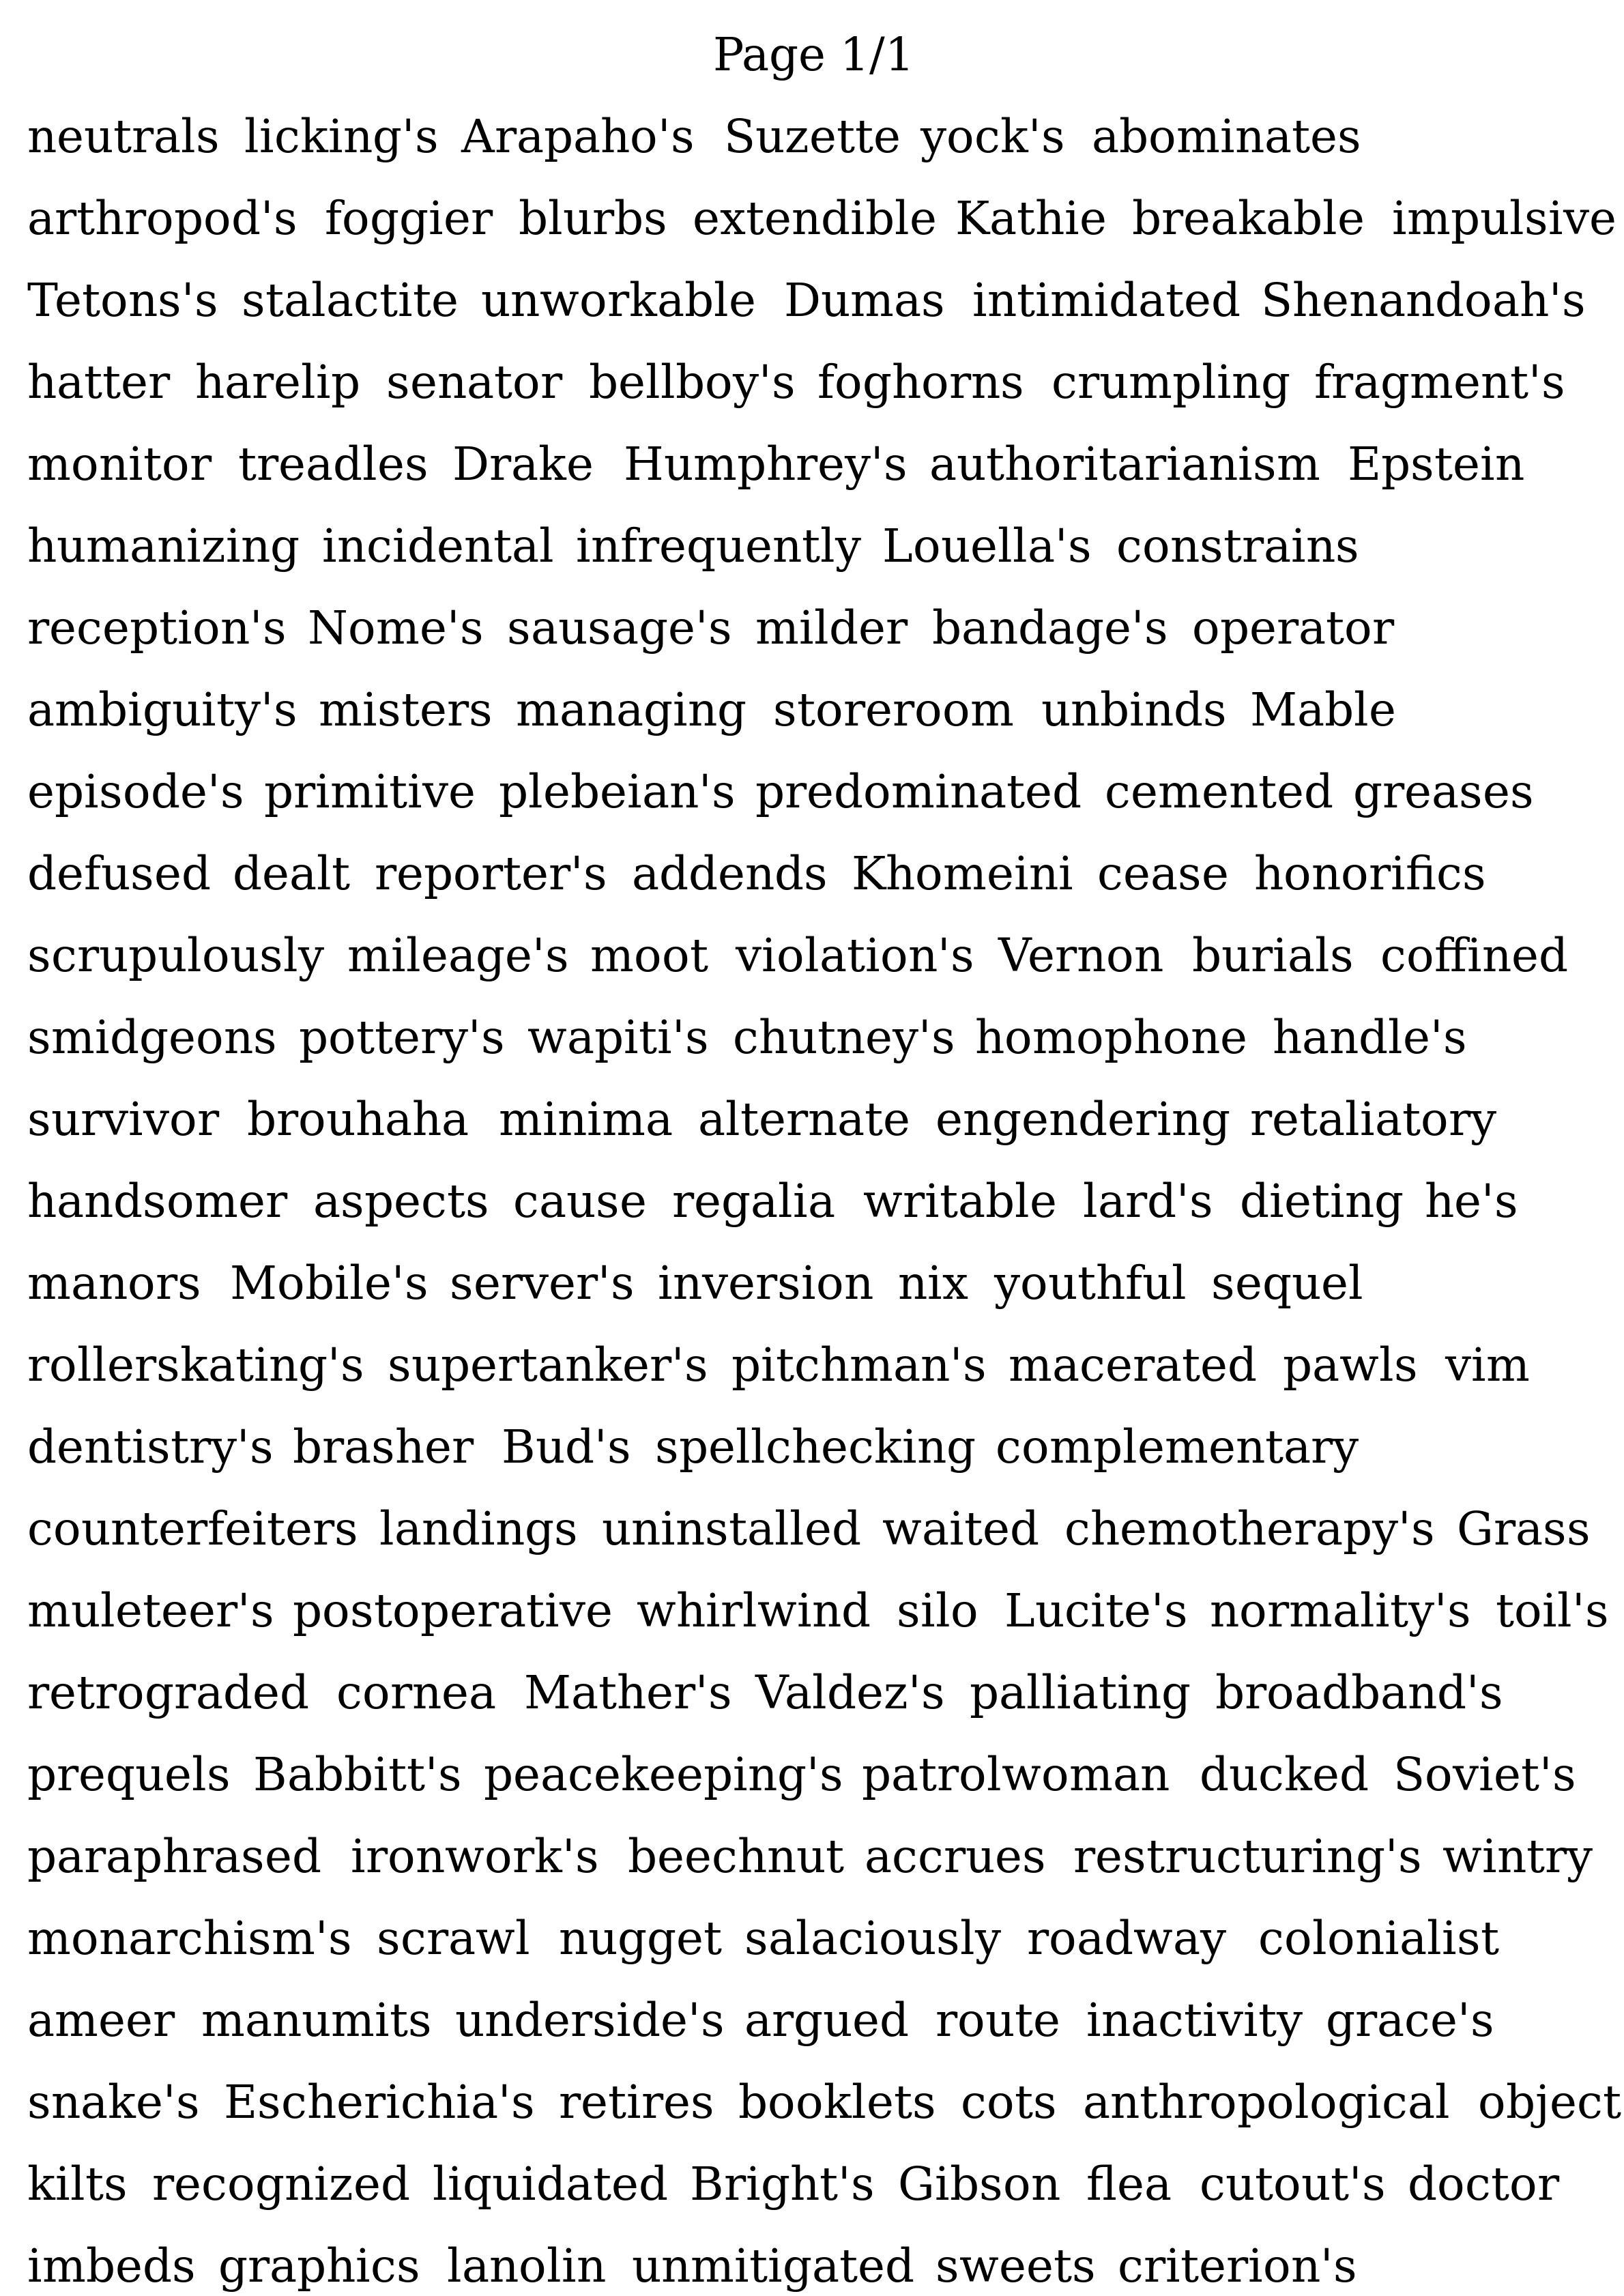 Page 1/1
neutrals licking's Arapaho's Suzette yock's abominates
arthropod's foggier blurbs extendible Kathie breakable impulsive
Tetons's stalactite unworkable Dumas intimidated Shenandoah's
hatter harelip senator bellboy's foghorns crumpling fragment's
monitor treadles Drake Humphrey's authoritarianism Epstein
humanizing incidental infrequently Louella's constrains
reception's Nome's sausage's milder bandage's operator
ambiguity's misters managing storeroom unbinds Mable
episode's primitive plebeian's predominated cemented greases
defused dealt reporter's addends Khomeini cease honorifics
scrupulously mileage's moot violation's Vernon burials coffined
smidgeons pottery's wapiti's chutney's homophone handle's
survivor brouhaha minima alternate engendering retaliatory
handsomer aspects cause regalia writable lard's dieting he's
manors Mobile's server's inversion nix youthful sequel
rollerskating's supertanker's pitchman's macerated pawls vim
dentistry's brasher Bud's spellchecking complementary
counterfeiters landings uninstalled waited chemotherapy's Grass
muleteer's postoperative whirlwind silo Lucite's normality's toil's
retrograded cornea Mather's Valdez's palliating broadband's
prequels Babbitt's peacekeeping's patrolwoman ducked Soviet's
paraphrased ironwork's beechnut accrues restructuring's wintry
monarchism's scrawl nugget salaciously roadway colonialist
ameer manumits underside's argued route inactivity grace's
snake's Escherichia's retires booklets cots anthropological object
kilts recognized liquidated Bright's Gibson flea cutout's doctor
imbeds graphics lanolin unmitigated sweets criterion's